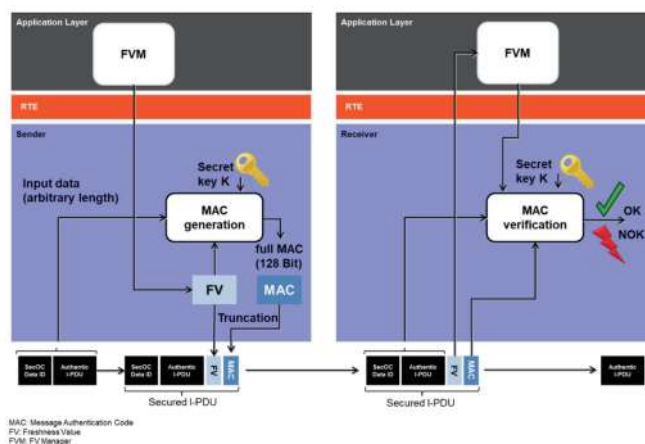 Application Layer
FVM
RTE
Sender
Input data
(arbitrary length)
Secret
key K
MAC
generation
full MAC
(128 Bit)
FV
MAC
Truncation
SecOC
Data ID
Authentic
I-PDU
SecOC
Data ID
Authentic
I-PDU
FV
MAC
Secured I-PDU
Application Layer
FVM
RTE
Receiver
Secret
key K
MAC
verification
OK
NOK
SecOC
Data ID
Authentic
I-PDU
FV
MAC
Secured I-PDU
Authentic
I-PDU
MAC: Message Authentication Code
FV: Freshness Value
FVM: FV Manager